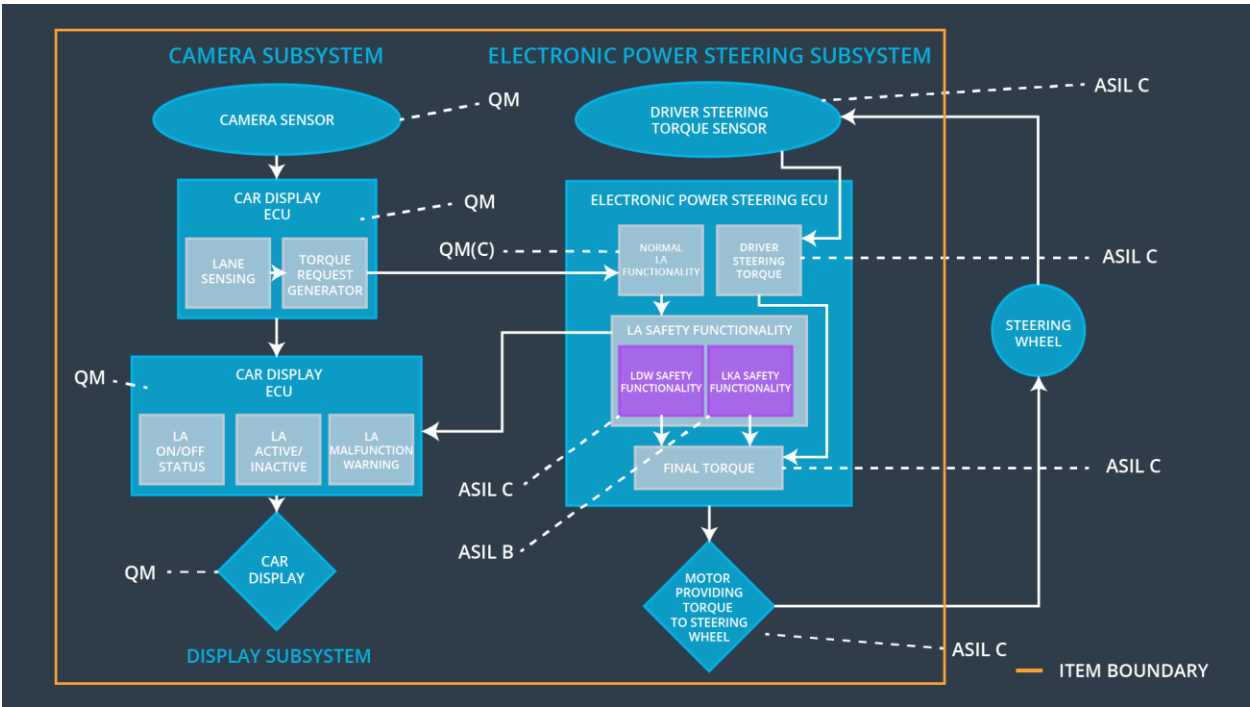 CAMERA SUBSYSTEM
ELECTRONIC POWER STEERING SUBSYSTEM
CAMERA SENSOR
QM
DRIVER STEERING
TORQUE SENSOR
ASIL C
CAR DISPLAY
ECU
QM
LANE
SENSING
TORQUE
REQUEST
GENERATOR
ELECTRONIC POWER STEERING ECU
QM(C)
NORMAL
LA
FUNCTIONALITY
DRIVER
STEERING
TORQUE
ASIL C
STEERING
WHEEL
LA SAFETY FUNCTIONALITY
LDW SAFETY
FUNCTIONALITY
LKA SAFETY
FUNCTIONALITY
QM
CAR DISPLAY
ECU
LA
ON/OFF
STATUS
LA
ACTIVE/
INACTIVE
LA
MALFUNCTION
WARNING
FINAL TORQUE
ASIL C
ASIL C
ASIL B
QM
CAR
DISPLAY
MOTOR
PROVIDING
TORQUE
TO STEERING
WHEEL
ASIL C
DISPLAY SUBSYSTEM
ITEM BOUNDARY